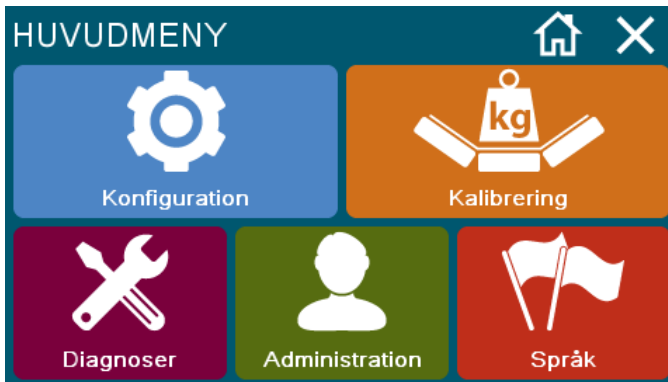 HUVUDMENY
kg
Konfiguration
Kalibrering
Diagnoser
Administration
Språk